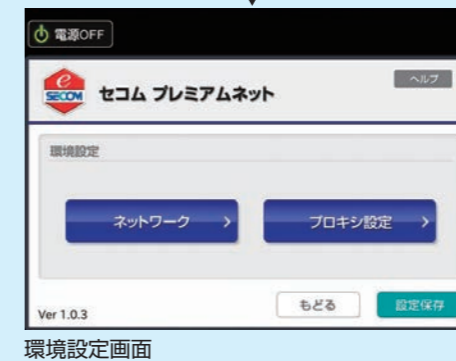 電源OFF
e
SECOM
セコム プレミアムネット
ヘルプ
環境設定
ネットワーク
プロキシ設定
もどる
設定保存
Ver 1.0.3
環境設定画面